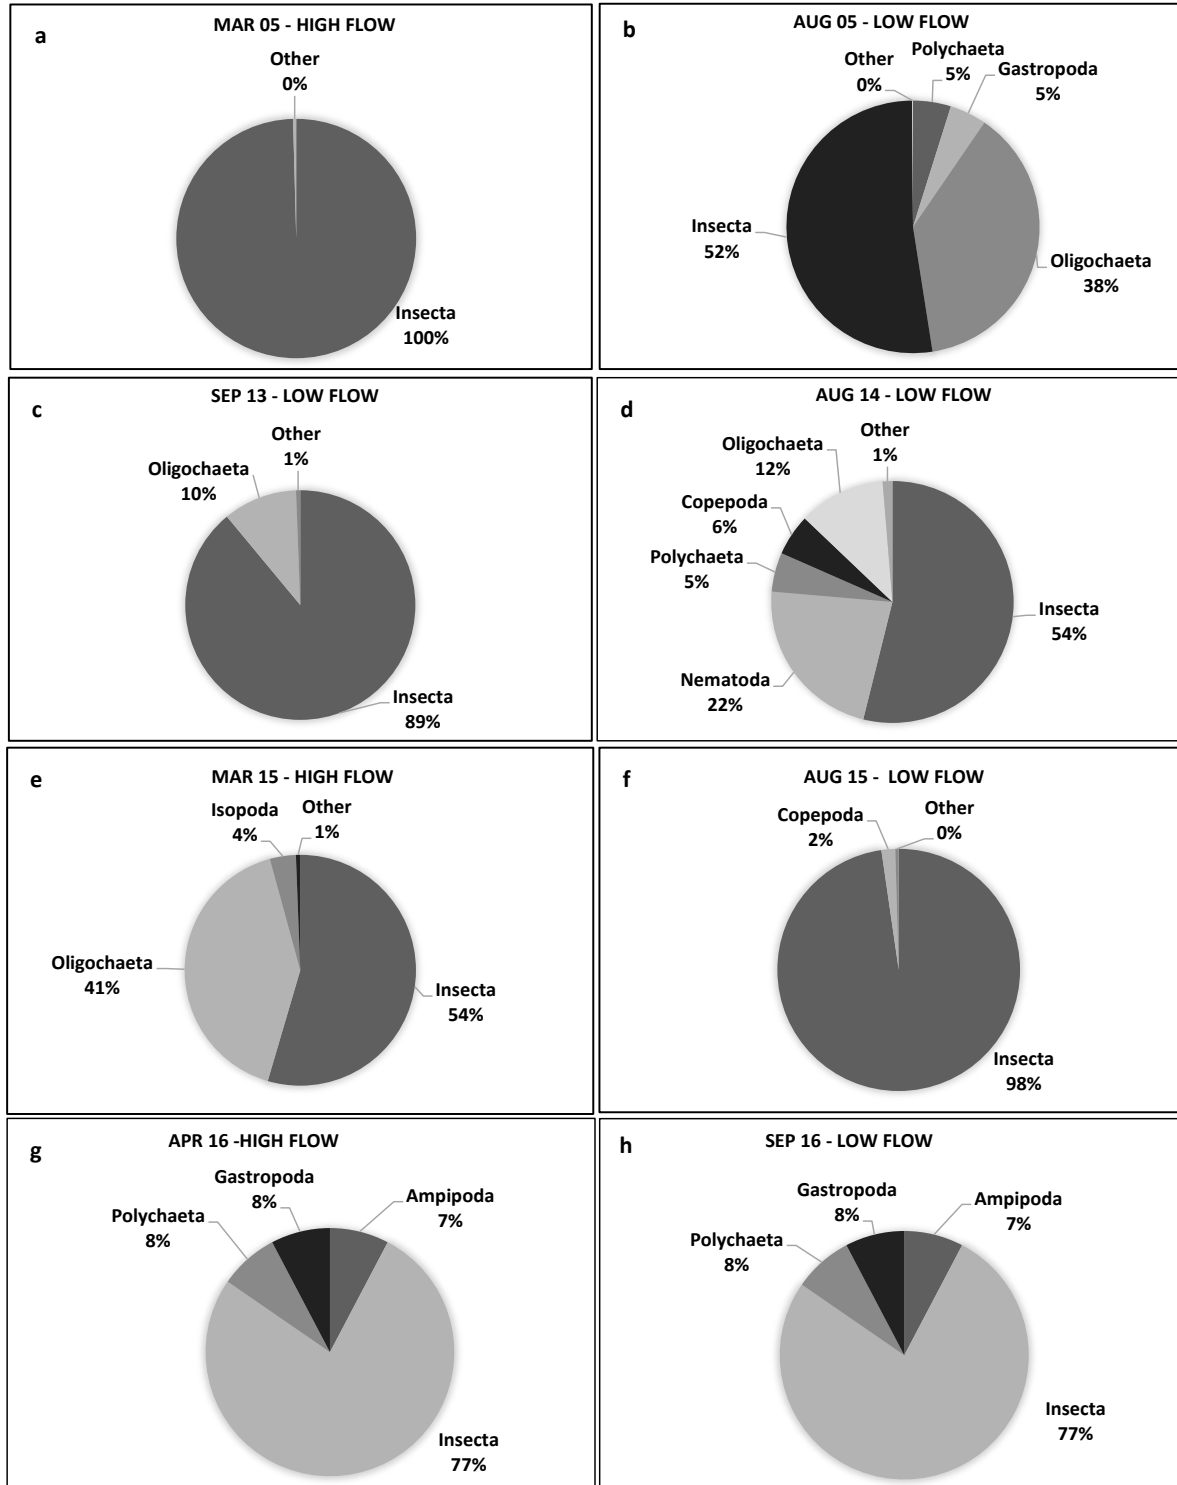 a
MAR 05 - HIGH FLOW
Other
0%
Insecta
100%
b
AUG 05 - LOW FLOW
Other
0%
Polychaeta
5%
Gastropoda
5%
Insecta
52%
Oligochaeta
38%
c
SEP 13 - LOW FLOW
Other
1%
Oligochaeta
10%
Insecta
89%
d
AUG 14 - LOW FLOW
Other
1%
Oligochaeta
12%
Copepoda
6%
Polychaeta
5%
Nematoda
22%
Insecta
54%
e
MAR 15 - HIGH FLOW
Isopoda
4%
Other
1%
Oligochaeta
41%
Insecta
54%
f
AUG 15 - LOW FLOW
Copepoda
2%
Other
0%
Insecta
98%
g
APR 16 -HIGH FLOW
Gastropoda
8%
Ampipoda
7%
Polychaeta
8%
Insecta
77%
h
SEP 16 - LOW FLOW
Gastropoda
8%
Ampipoda
7%
Polychaeta
8%
Insecta
77%